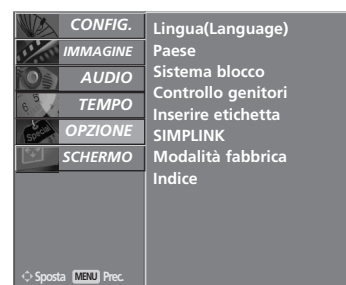 CONFIG.
IMMAGINE
AUDIO
TEMPO
OPZIONE
SCHERMO
Lingua(Language)
Paese
Sistema blocco
Controllo genitori
Inserire etichetta
SIMPLINK
Modalità fabbrica
Indice
Sposta MENU Prec.